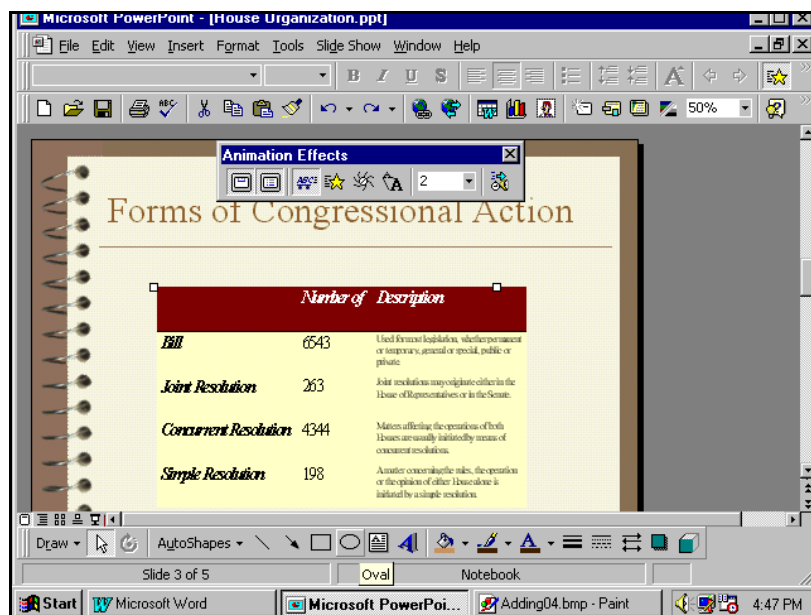 Microsoft PowerPoint - [House Organization.ppt]
File Edit View Insert Format Tools Slide Show Window Help
B I U S A
ABC 50%
Animation Effects
ABC A 2
Forms of Congressional Action
Number of Description
Bill 6543 Used for most legislation, whether permanent
or temporary, general or special, public or
private.
Joint Resolution 263 Joint resolutions may originate either in the
House of Representatives or in the Senate.
Concurrent Resolution 4344 Matters affecting the operations of both
Houses are usually initiated by means of
concurrent resolutions.
Simple Resolution 198 A matter concerning the rules, the operation
or the opinion of either House alone is
initiated by a simple resolution.
Draw AutoShapes A A
Slide 3 of 5 Oval Notebook
Start Microsoft Word Microsoft PowerPoi... Adding04.bmp - Paint 4:47 PM